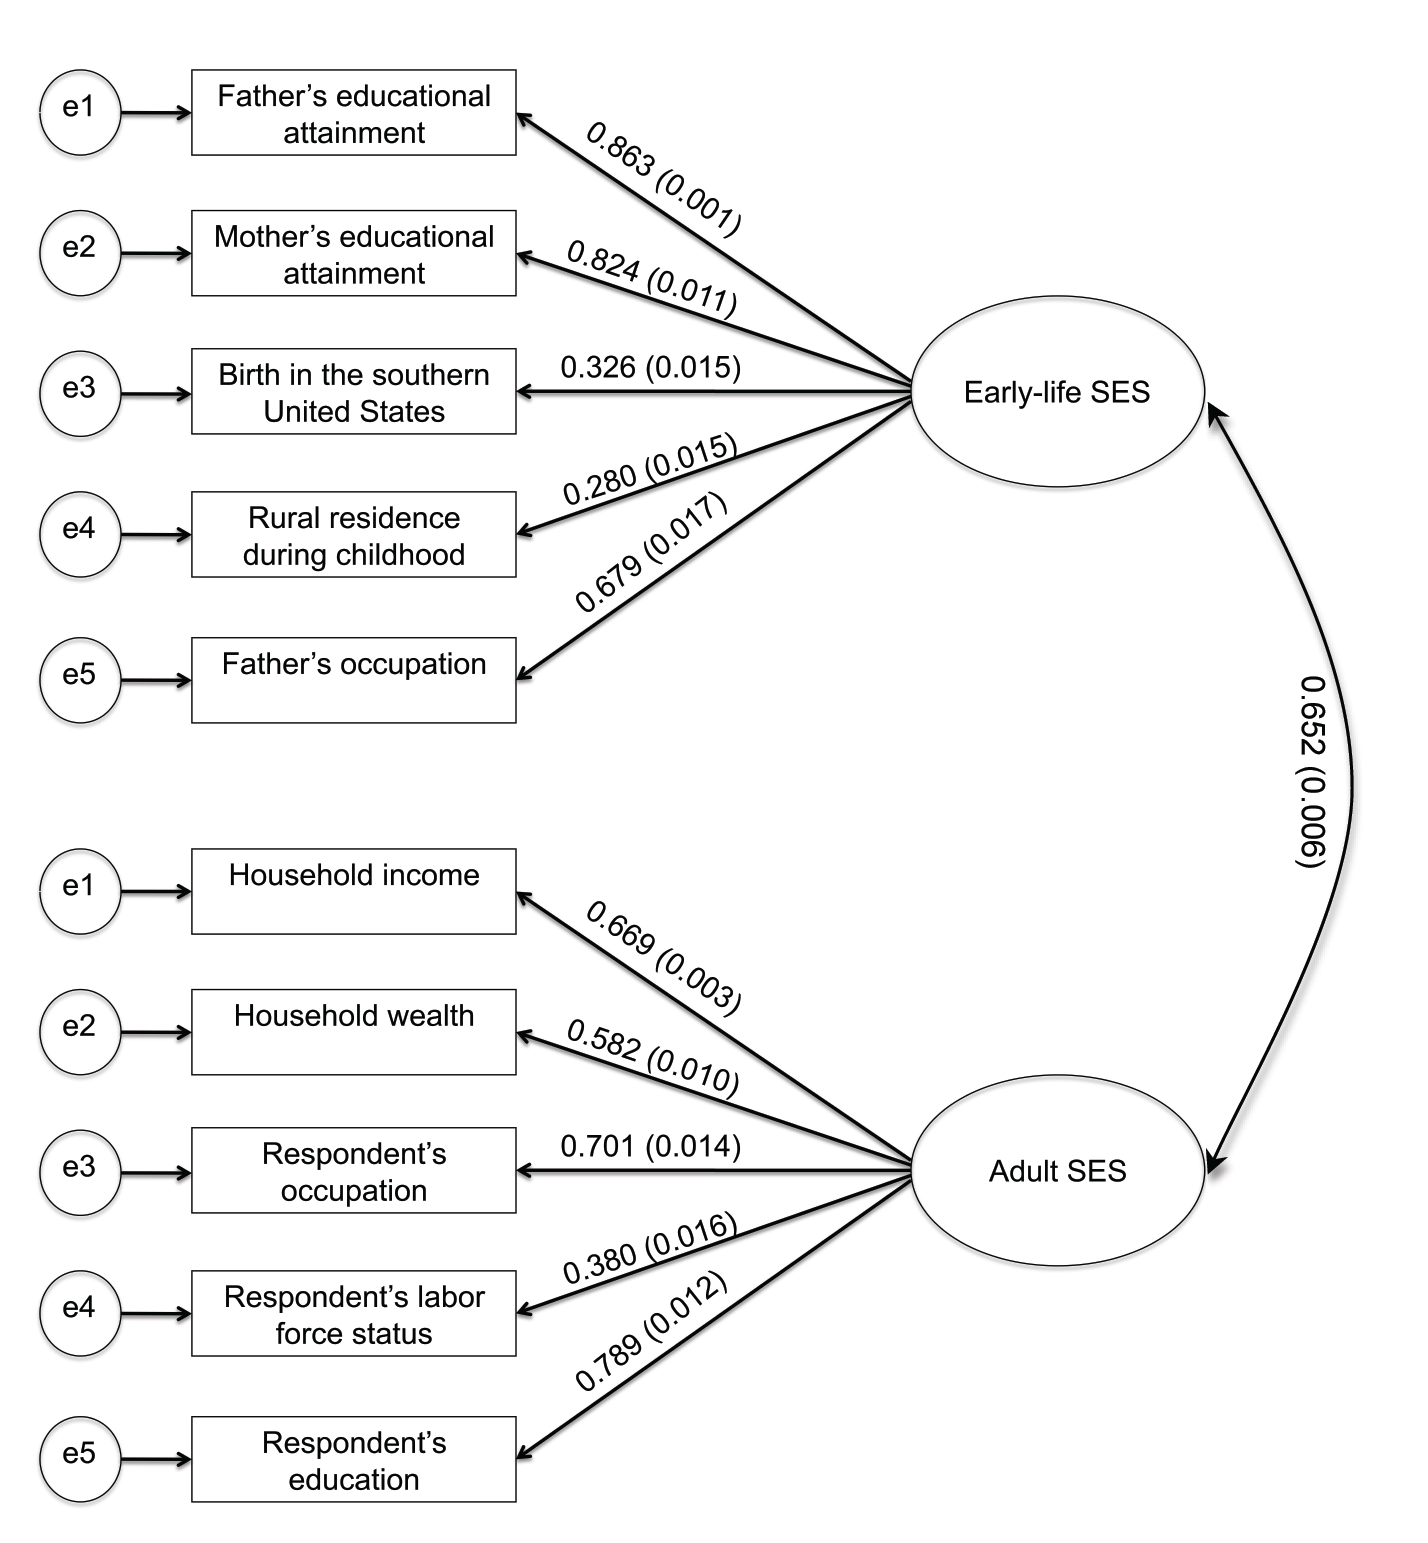 e1
Father’s educational
attainment
0.863 (0.001)
e2
Mother’s educational
attainment
0.824 (0.011)
e3
Birth in the southern
United States
0.326 (0.015)
Early-life SES
e4
Rural residence
during childhood
0.280 (0.015)
e5
Father’s occupation
0.679 (0.017)
0.652 (0.006)
e1
Household income
0.669 (0.003)
e2
Household wealth
0.582 (0.010)
e3
Respondent’s
occupation
0.701 (0.014)
Adult SES
e4
Respondent’s labor
force status
0.380 (0.016)
e5
Respondent’s
education
0.789 (0.012)